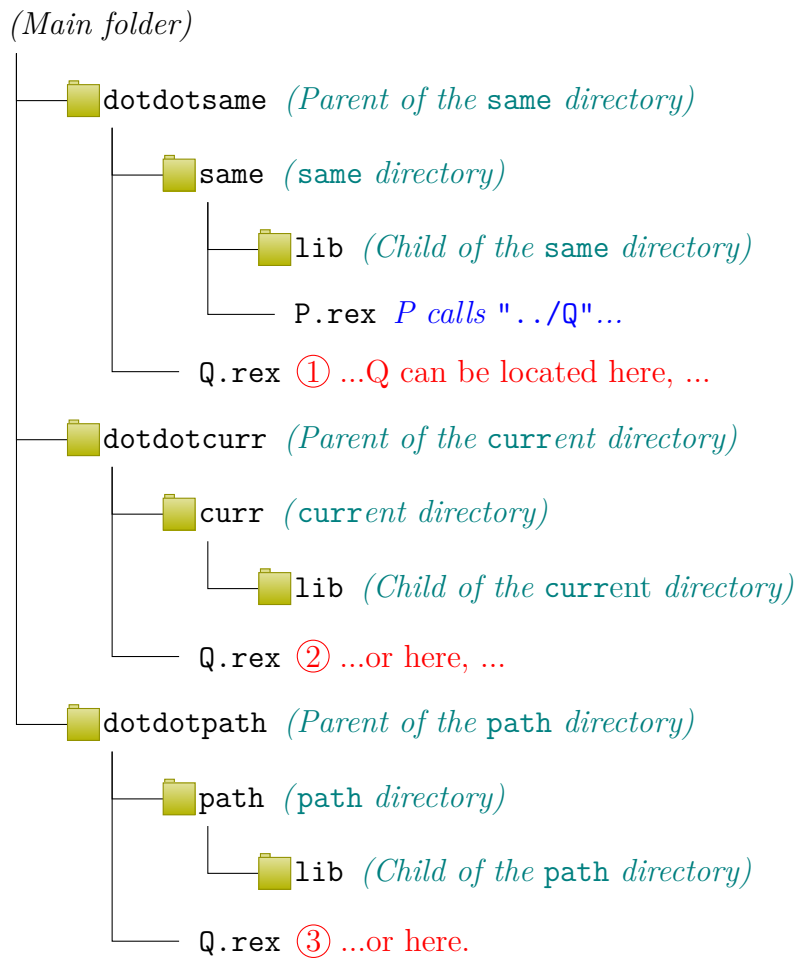 (Main folder)
dotdotsame (Parent of the same directory)
same (same directory)
lib (Child of the same directory)
P.rex P calls "../Q"...
Q.rex ① ...Q can be located here, ...
dotdotcurr (Parent of the current directory)
curr (current directory)
lib (Child of the current directory)
Q.rex ② ...or here, ...
dotdotpath (Parent of the path directory)
path (path directory)
lib (Child of the path directory)
Q.rex ③ ...or here.